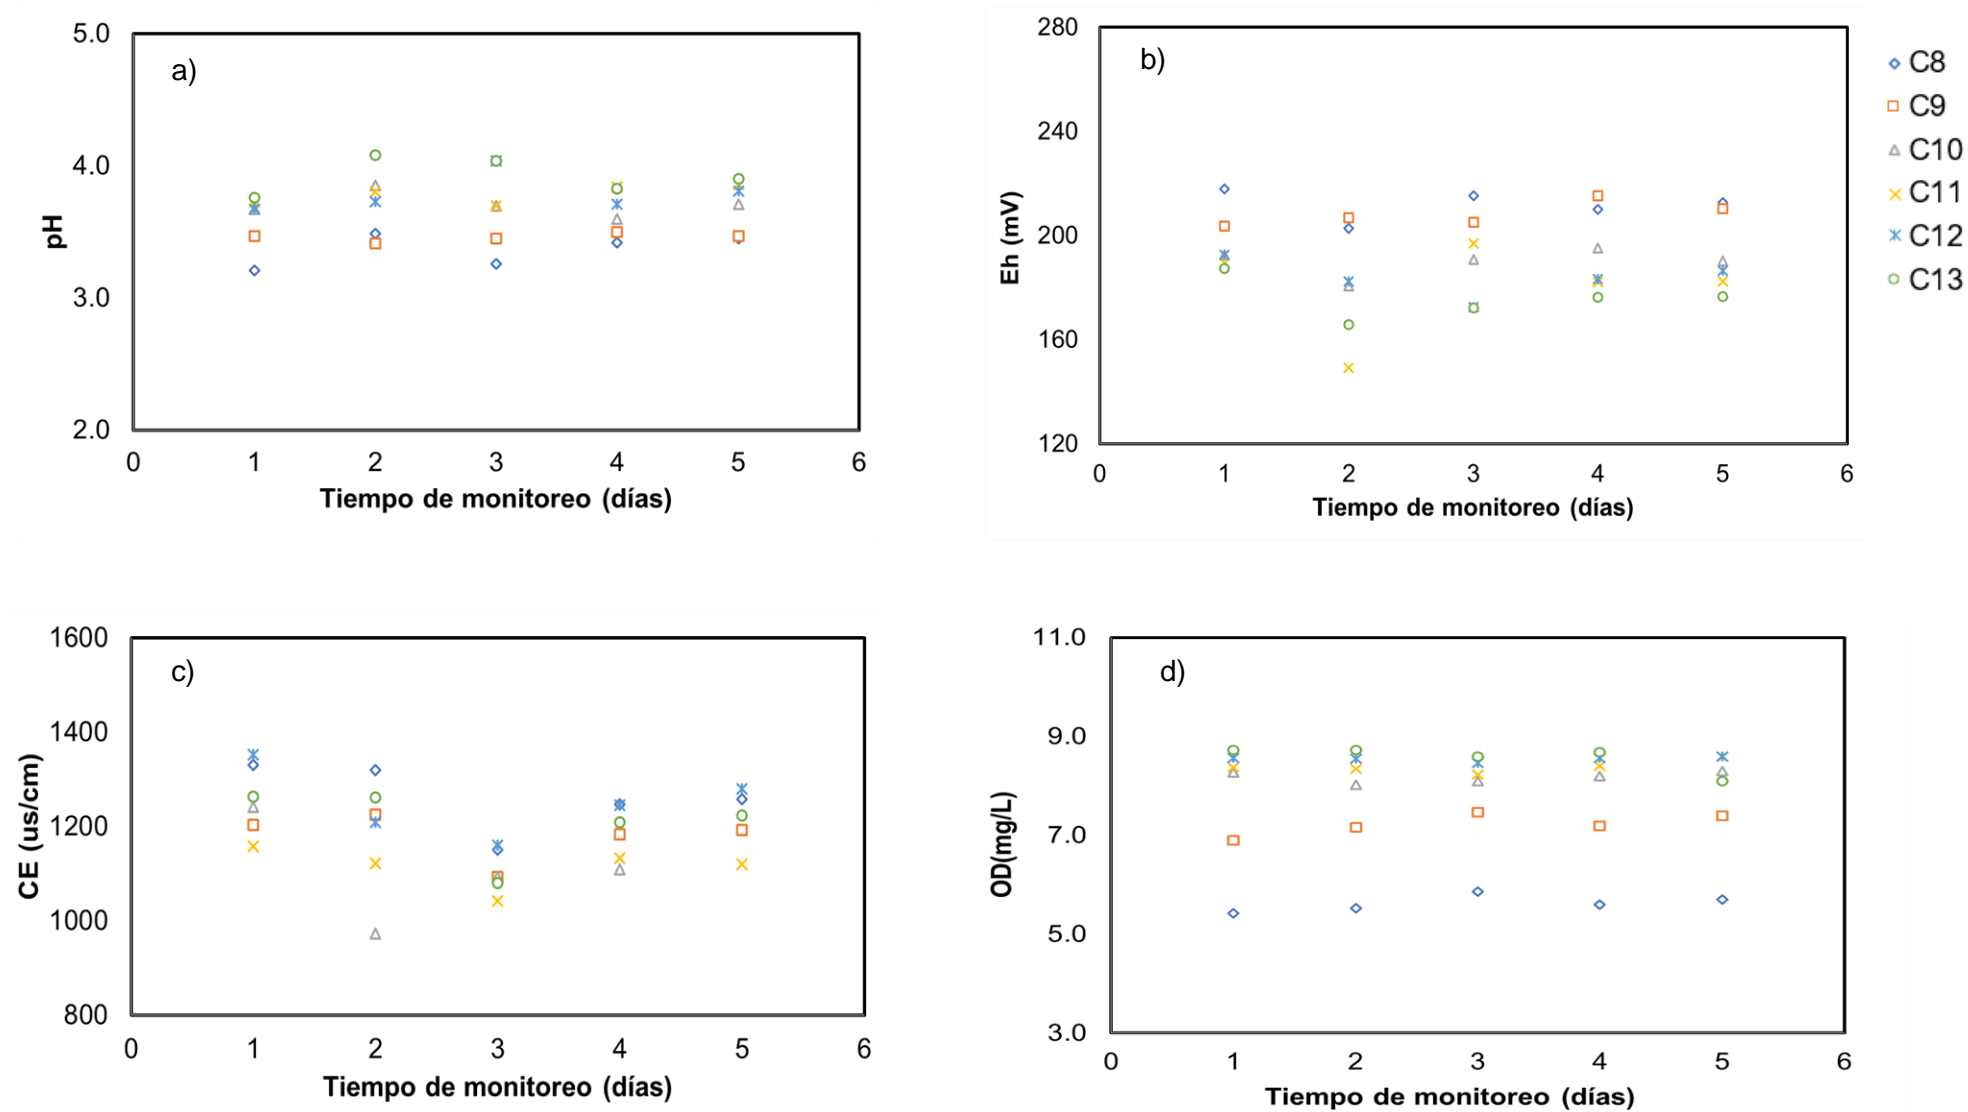 a)
5.0
4.0
3.0
2.0
pH
0 1 2 3 4 5 6
Tiempo de monitoreo (días)
b)
280
240
200
160
120
Eh (mV)
0 1 2 3 4 5 6
Tiempo de monitoreo (días)
C8
C9
C10
C11
C12
C13
c)
1600
1400
1200
1000
800
CE (us/cm)
0 1 2 3 4 5 6
Tiempo de monitoreo (días)
d)
11.0
9.0
7.0
5.0
3.0
OD(mg/L)
0 1 2 3 4 5 6
Tiempo de monitoreo (días)